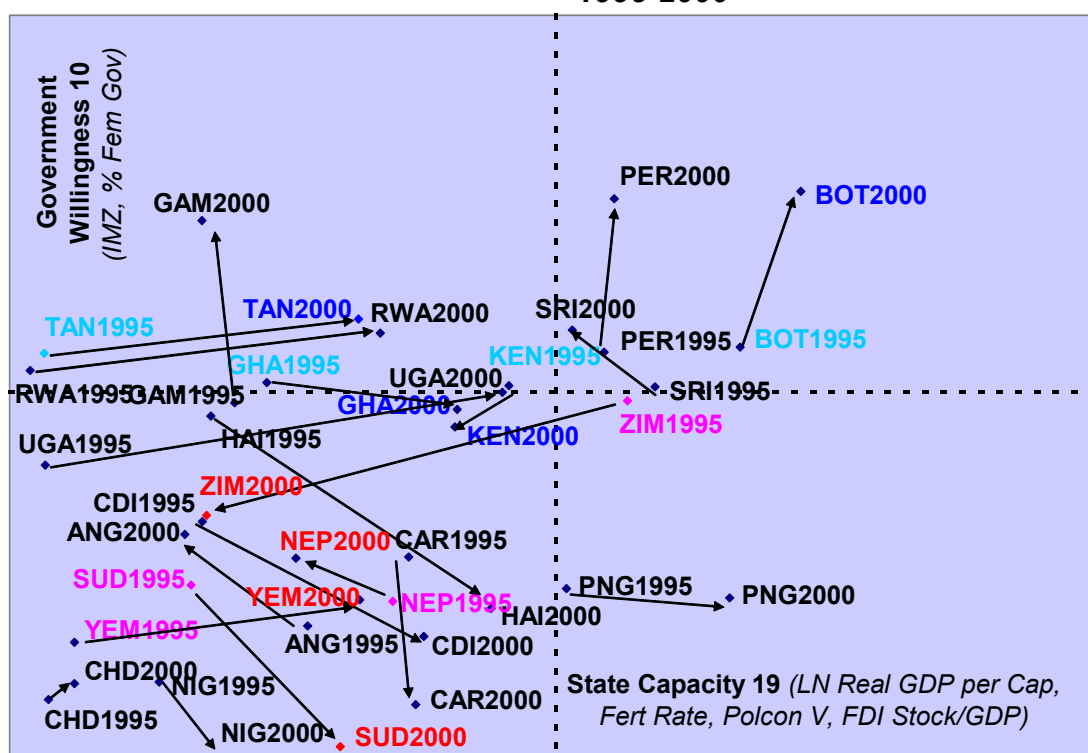 Government
Willingness 10
(IMZ, % Fem Gov)
PER2000
BOT2000
GAM2000
TAN2000
RWA2000
SRI2000
TAN1995
KEN1995
PER1995
BOT1995
GHA1995
UGA2000
RWA1995
GAM1995
SRI1995
GHA2000
ZIM1995
HAI1995
KEN2000
UGA1995
ZIM2000
CDI1995
ANG2000
NEP2000
CAR1995
SUD1995
YEM2000
NEP1995
PNG1995
PNG2000
HAI2000
YEM1995
ANG1995
CDI2000
CHD2000
NIG1995
CHD1995
CAR2000
State Capacity 19 (LN Real GDP per Cap,
Fert Rate, Polcon V, FDI Stock/GDP)
NIG2000
SUD2000